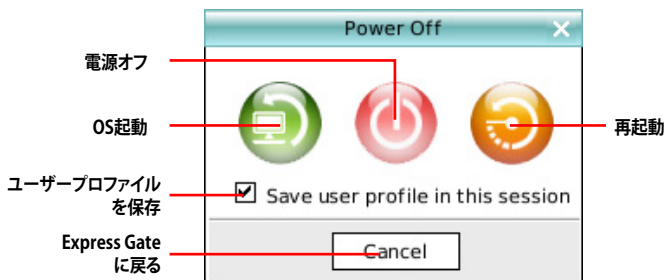 Power Off
電源オフ
OS起動
再起動
ユーザープロファイル
を保存
Save user profile in this session
Express Gate
に戻る
Cancel